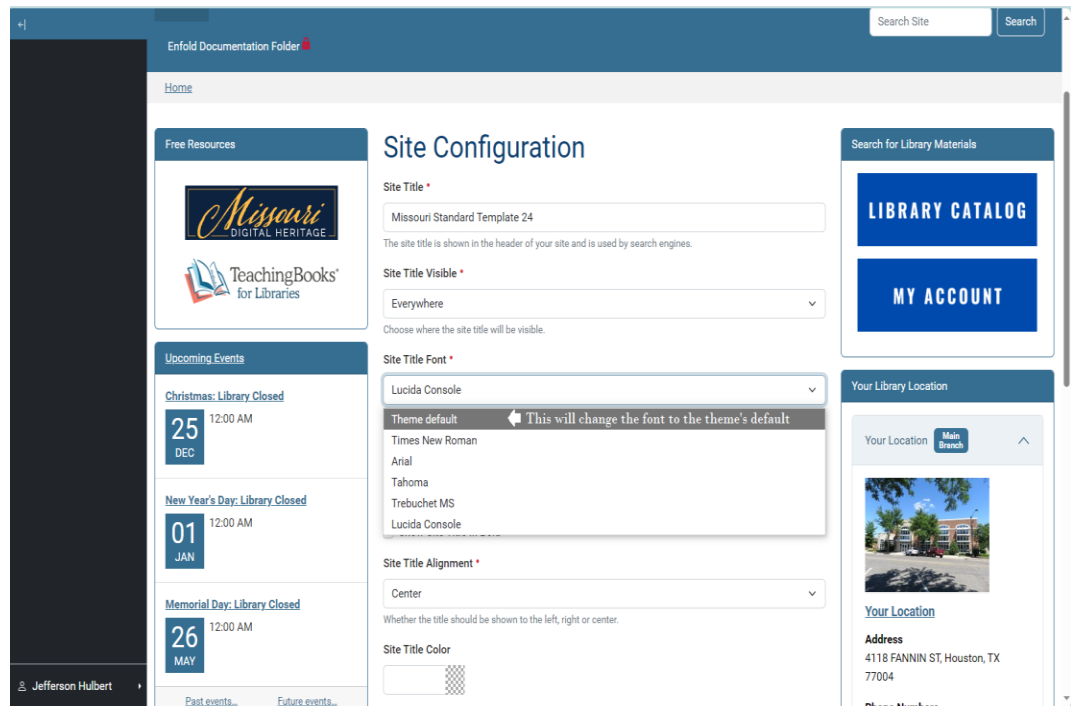 Search Site
Search
Enfold Documentation Folder
Home
Free Resources
Missouri
DIGITAL HERITAGE
TeachingBooks
for Libraries
Upcoming Events
Christmas: Library Closed
25
DEC
12:00 AM
New Year's Day: Library Closed
01
JAN
12:00 AM
Memorial Day: Library Closed
26
MAY
12:00 AM
Past events...
Future events...
Site Configuration
Site Title *
Missouri Standard Template 24
The site title is shown in the header of your site and is used by search engines.
Site Title Visible *
Everywhere
Choose where the site title will be visible.
Site Title Font *
Lucida Console
Theme default
This will change the font to the theme's default
Times New Roman
Arial
Tahoma
Trebuchet MS
Lucida Console
Site Title Alignment *
Center
Whether the title should be shown to the left, right or center.
Site Title Color
Search for Library Materials
LIBRARY CATALOG
MY ACCOUNT
Your Library Location
Your Location
Main
Branch
Your Location
Address
4118 FANNIN ST, Houston, TX
77004
Jefferson Hulbert